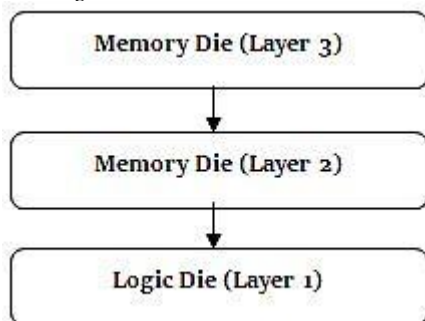 Memory Die (Layer 3)
Memory Die (Layer 2)
Logic Die (Layer 1)